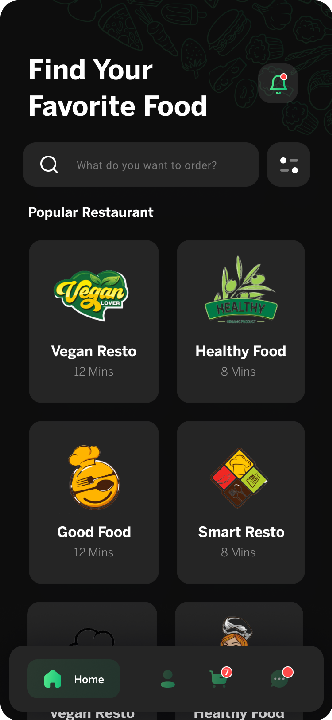 Find Your
Favorite Food
What do you want to order?
Popular Restaurant
Vegan
LOVER
HEALTHY
Vegan Resto
Healthy Food
12 Mins
8 Mins
Good Food
Smart Resto
12 Mins
8 Mins
Home
Vegan Resto
Healthy Food